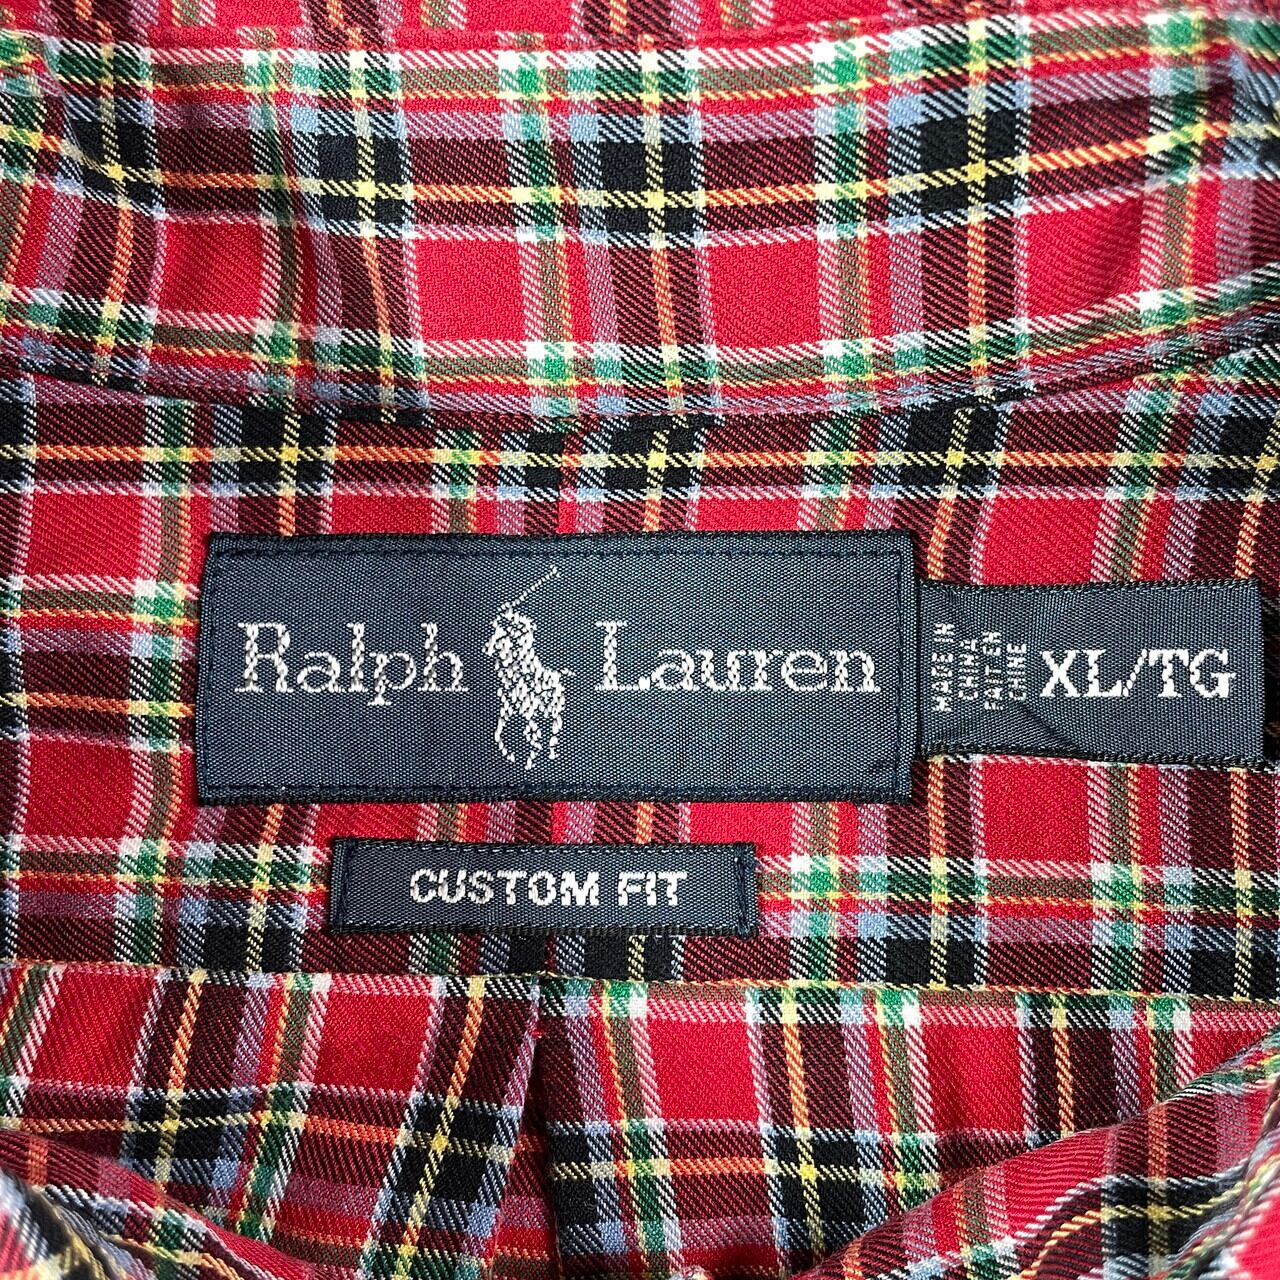 Ralph Lauren
MADE IN
CHINA
FAIT EN
CHINE
XL/TG
CUSTOM FIT